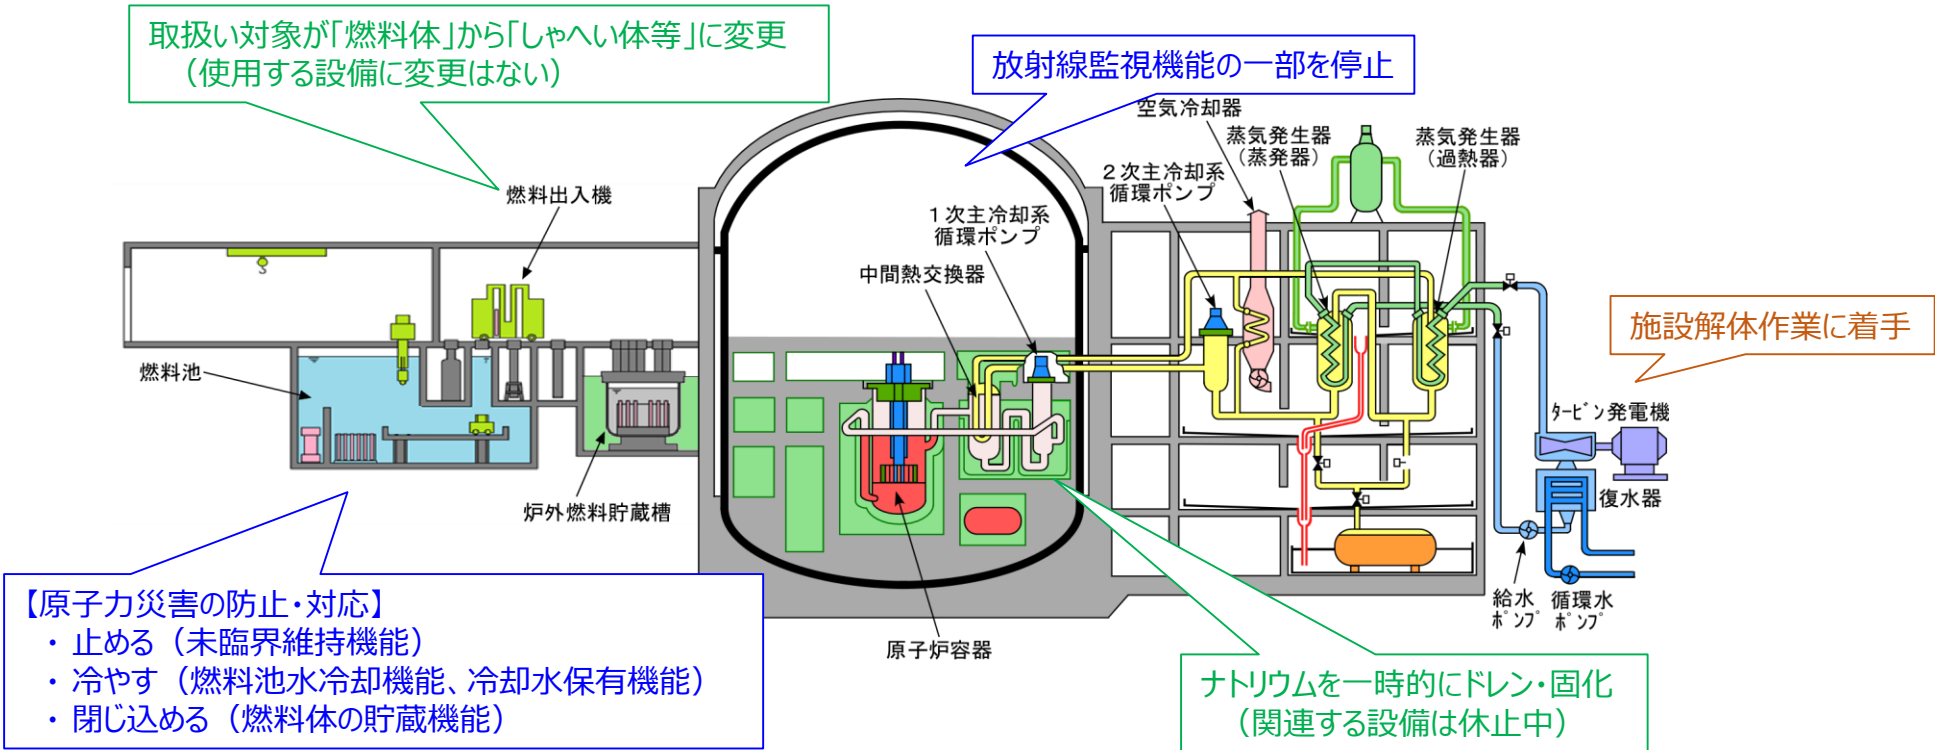 取扱い対象が「燃料体」から「しゃへい体等」に変更
（使用する設備に変更はない）
放射線監視機能の一部を停止
空気冷却器
蒸気発生器
（蒸発器）
蒸気発生器
（過熱器）
２次主冷却系
循環ポンプ
燃料出入機
１次主冷却系
循環ポンプ
中間熱交換器
施設解体作業に着手
燃料池
ﾀｰﾋﾞﾝ発電機
復水器
炉外燃料貯蔵槽
給水
ﾎﾟﾝﾌﾟ
循環水
ﾎﾟﾝﾌﾟ
原子炉容器
【原子力災害の防止・対応】
・ 止める（未臨界維持機能）
・ 冷やす（燃料池水冷却機能、冷却水保有機能）
・ 閉じ込める（燃料体の貯蔵機能）
ナトリウムを一時的にドレン・固化
（関連する設備は休止中）